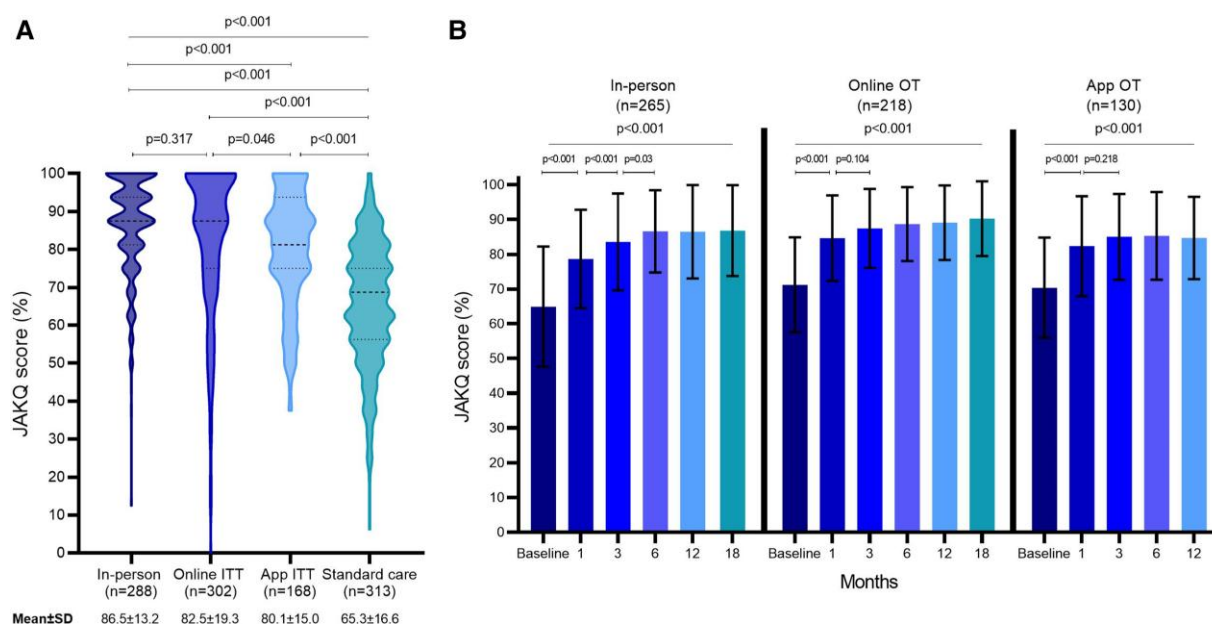 A
p<0.001
p<0.001
p<0.001
p<0.001
p=0.317 p=0.046 p<0.001
JAKQ score (%)
100
90
80
70
60
50
40
30
20
10
0
In-person Online ITT App ITT Standard care
(n=288) (n=302) (n=168) (n=313)
Mean±SD 86.5±13.2 82.5±19.3 80.1±15.0 65.3±16.6
B
In-person Online OT App OT
(n=265) (n=218) (n=130)
p<0.001 p<0.001 p<0.001
p<0.001 p<0.001 p=0.03 p<0.001 p=0.104 p<0.001 p=0.218
JAKQ score (%)
100
90
80
70
60
50
40
30
20
10
0
Baseline 1 3 6 12 18 Baseline 1 3 6 12 18 Baseline 1 3 6 12
Months